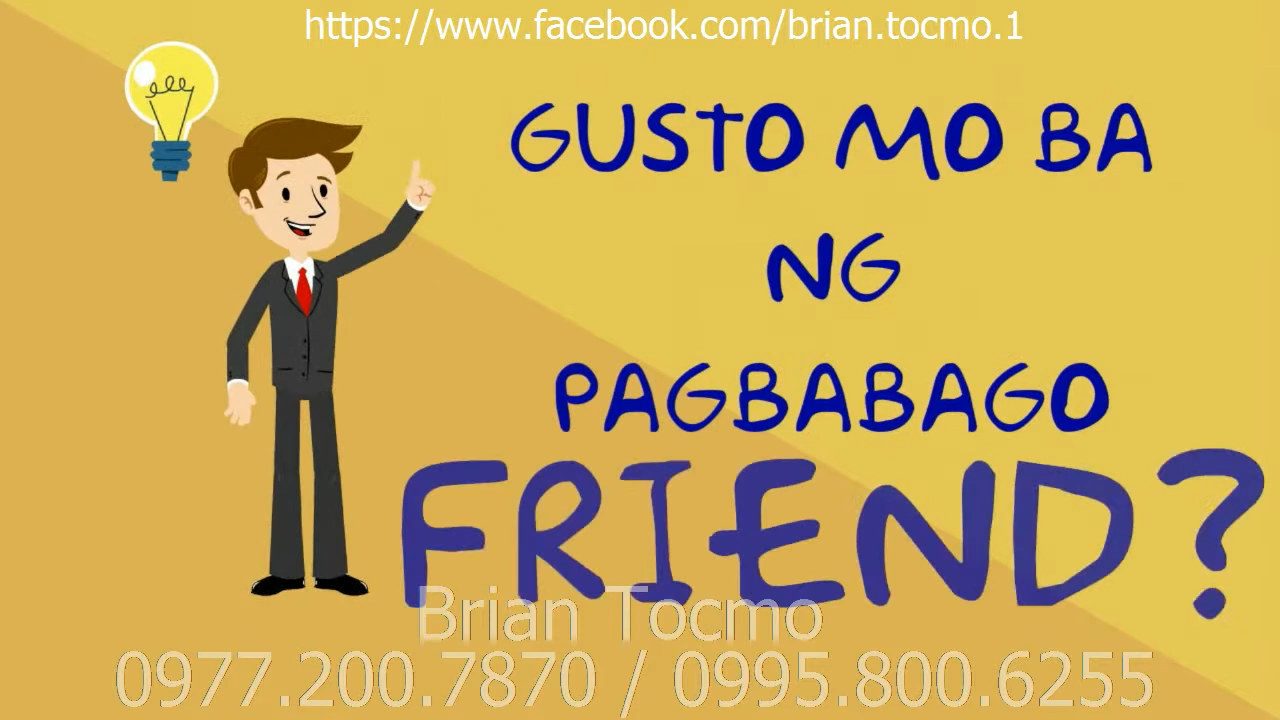 https://www.facebook.com/brian.tocmo.1
GUSTO MO BA
NG
PAGBABAGO
FRIEND?
Brian Tocmo
0977.200.7870 / 0995.800.6255